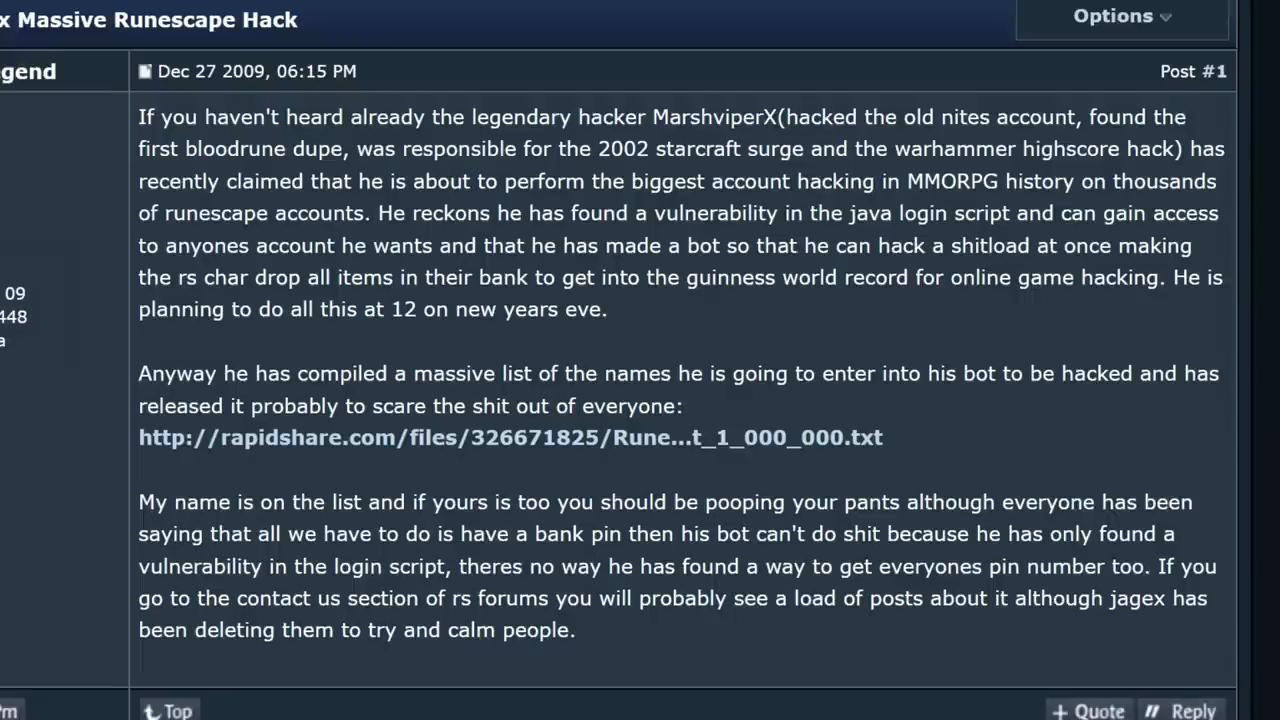 x Massive Runescape Hack
Options
gend
Dec 27 2009, 06:15 PM
Post #1
If you haven't heard already the legendary hacker MarshviperX(hacked the old nites account, found the
first bloodrune dupe, was responsible for the 2002 starcraft surge and the warhammer highscore hack) has
recently claimed that he is about to perform the biggest account hacking in MMORPG history on thousands
of runescape accounts. He reckons he has found a vulnerability in the java login script and can gain access
to anyones account he wants and that he has made a bot so that he can hack a shitload at once making
the rs char drop all items in their bank to get into the guinness world record for online game hacking. He is
planning to do all this at 12 on new years eve.
09
448
a
Anyway he has compiled a massive list of the names he is going to enter into his bot to be hacked and has
released it probably to scare the shit out of everyone:
http://rapidshare.com/files/326671825/Rune...t_1_000_000.txt
My name is on the list and if yours is too you should be pooping your pants although everyone has been
saying that all we have to do is have a bank pin then his bot can't do shit because he has only found a
vulnerability in the login script, theres no way he has found a way to get everyones pin number too. If you
go to the contact us section of rs forums you will probably see a load of posts about it although jagex has
been deleting them to try and calm people.
Pm
Top
+ Quote
" Reply